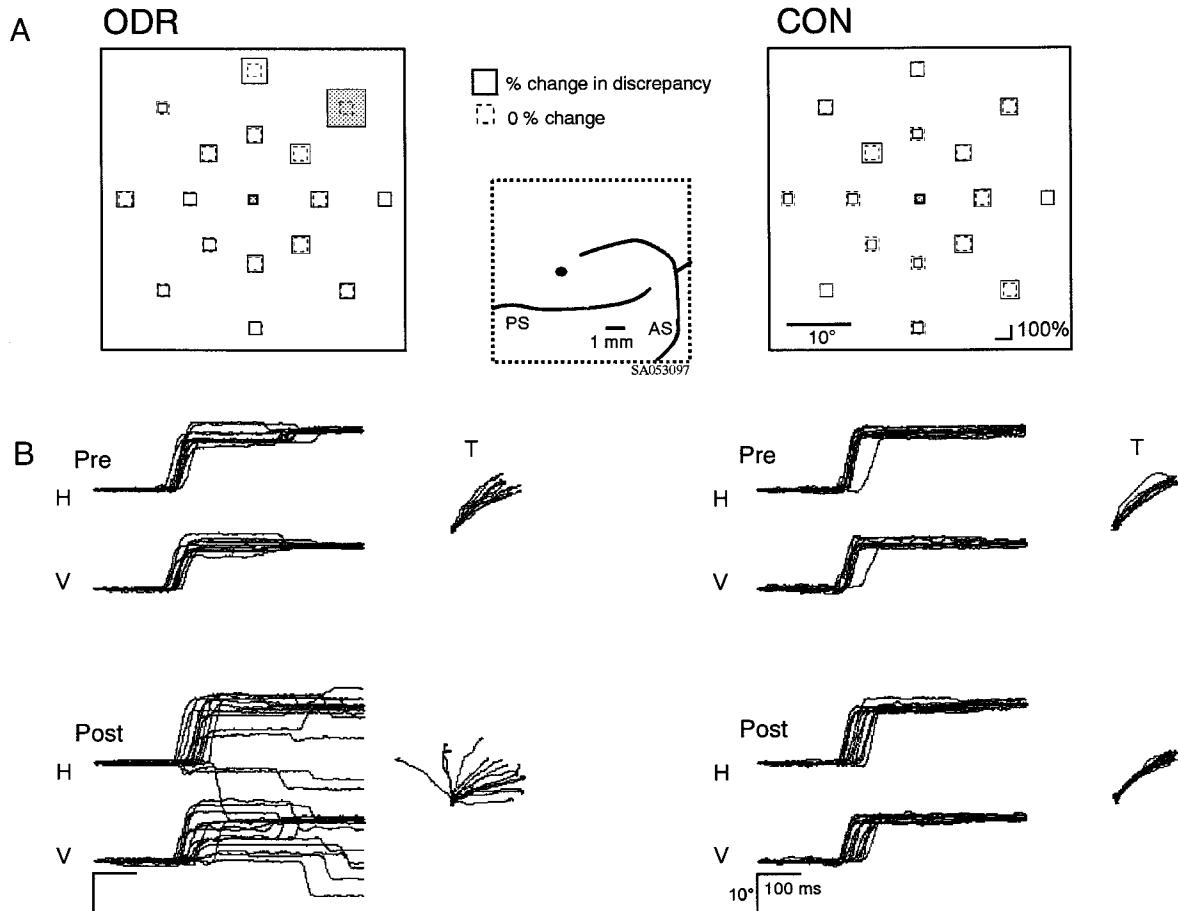 A
ODR
CON
% change in discrepancy
0 % change
PS
1 mm
AS
SA053097
10°
100%
B
Pre
T
H
V
Pre
T
H
V
Post
H
V
Post
H
V
10°
100 ms